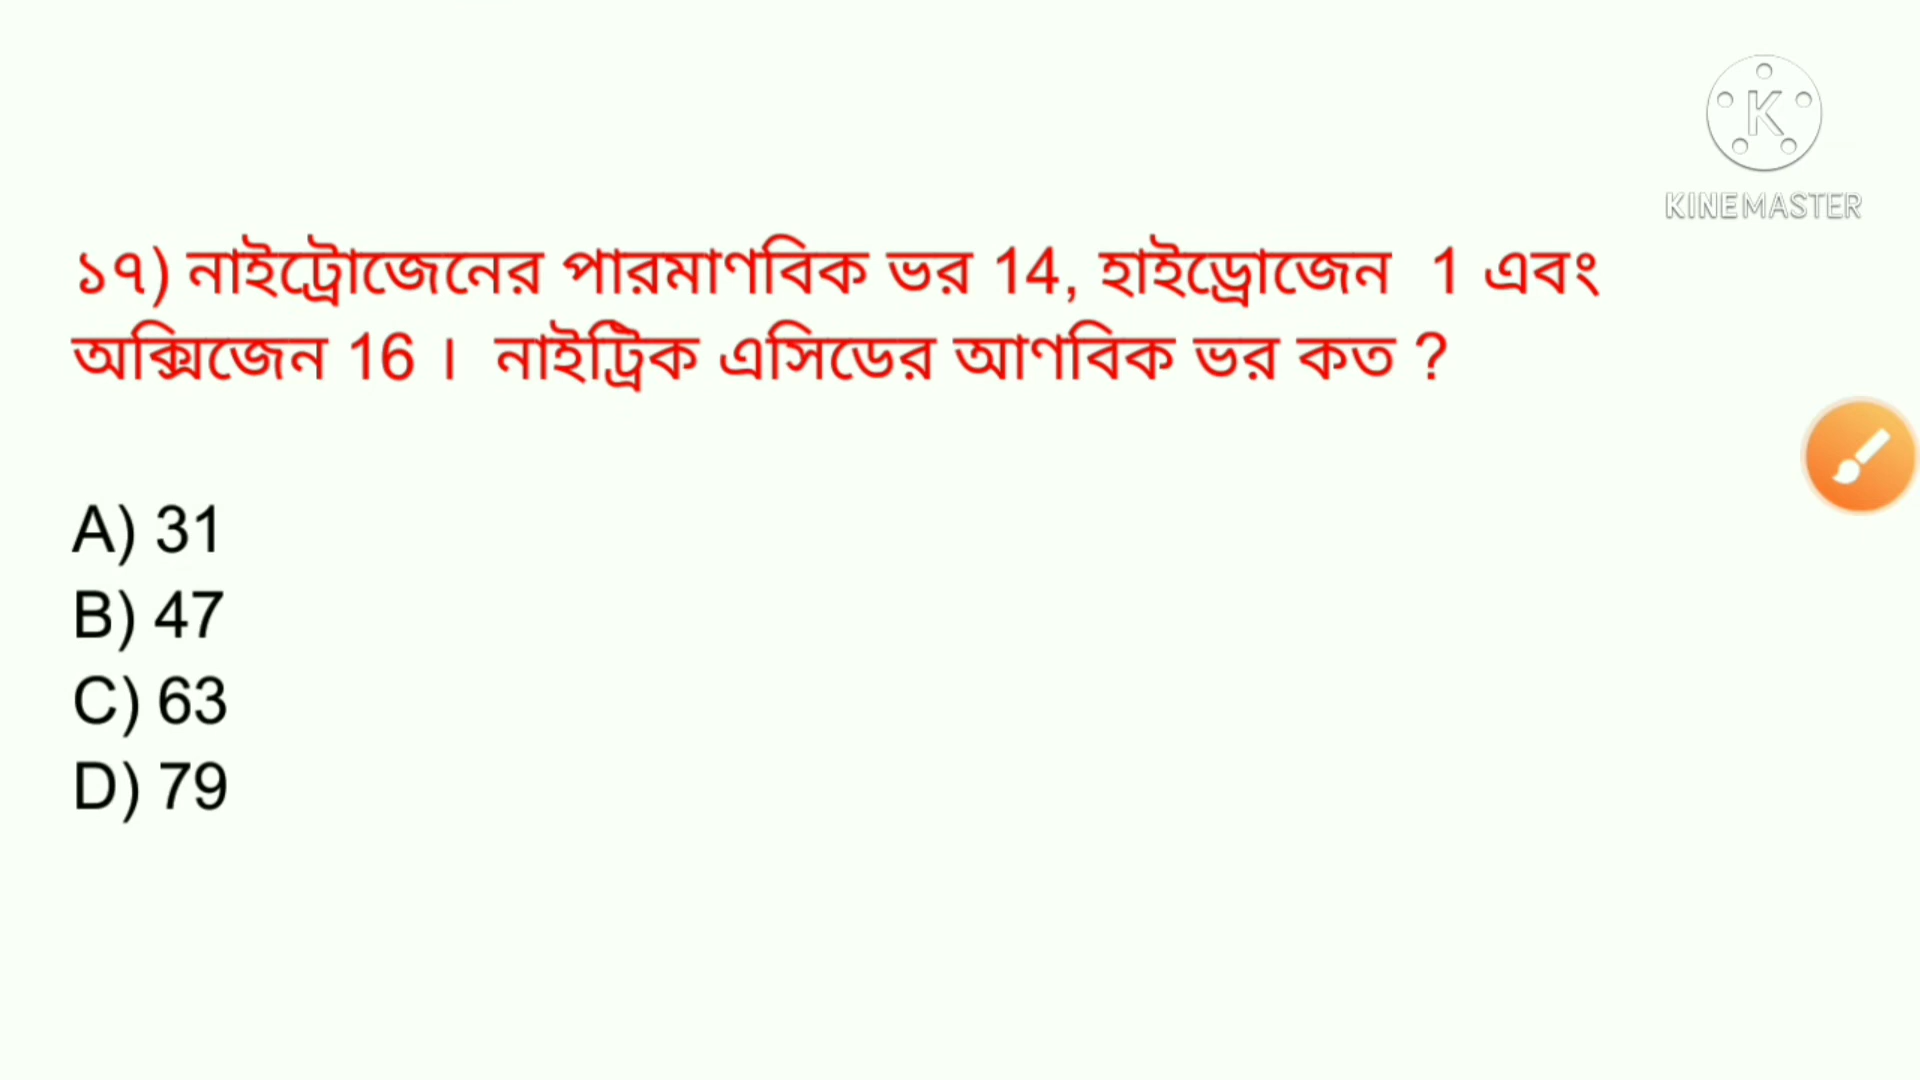 K
KINEMASTER
১৭) নাইট্রোজেনের পারমাণবিক ভর 14, হাইড্রোজেন 1 এবং
অক্সিজেন 16 । নাইট্রিক এসিডের আণবিক ভর কত ?
A) 31
B) 47
C) 63
D) 79